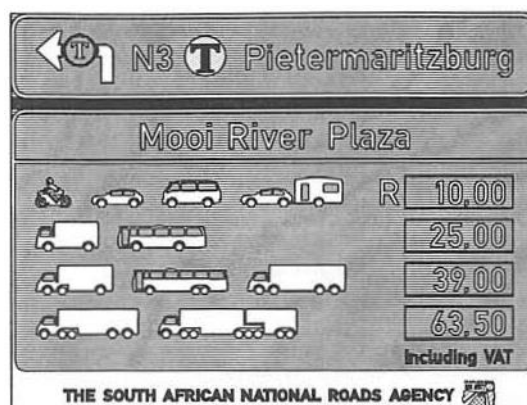 T N3 T Pietermaritzburg
Mooi River Plaza
R 10,00
25,00
39,00
63,50
Including VAT
THE SOUTH AFRICAN NATIONAL ROADS AGENCY